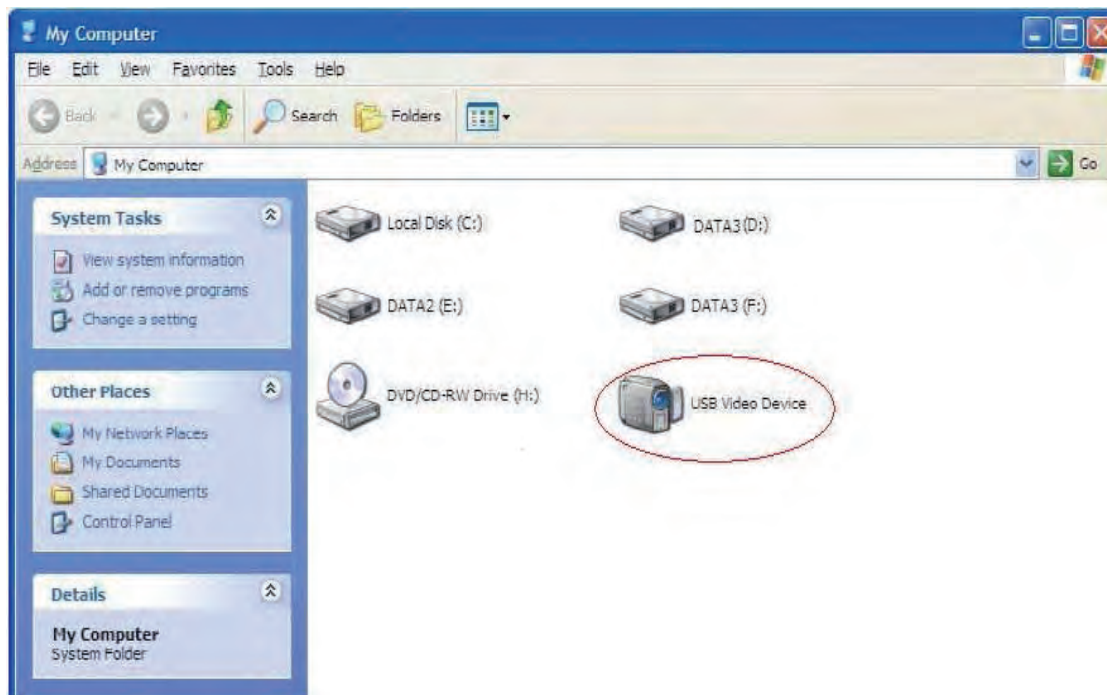 My Computer
File Edit View Favorites Tools Help
Back Search Folders
Address My Computer Go
System Tasks
View system information
Add or remove programs
Change a setting
Other Places
My Network Places
My Documents
Shared Documents
Control Panel
Details
My Computer
System Folder
Local Disk (C:) DATA3(D:)
DATA2 (E:) DATA3 (F:)
DVD/CD-RW Drive (H:) USB Video Device